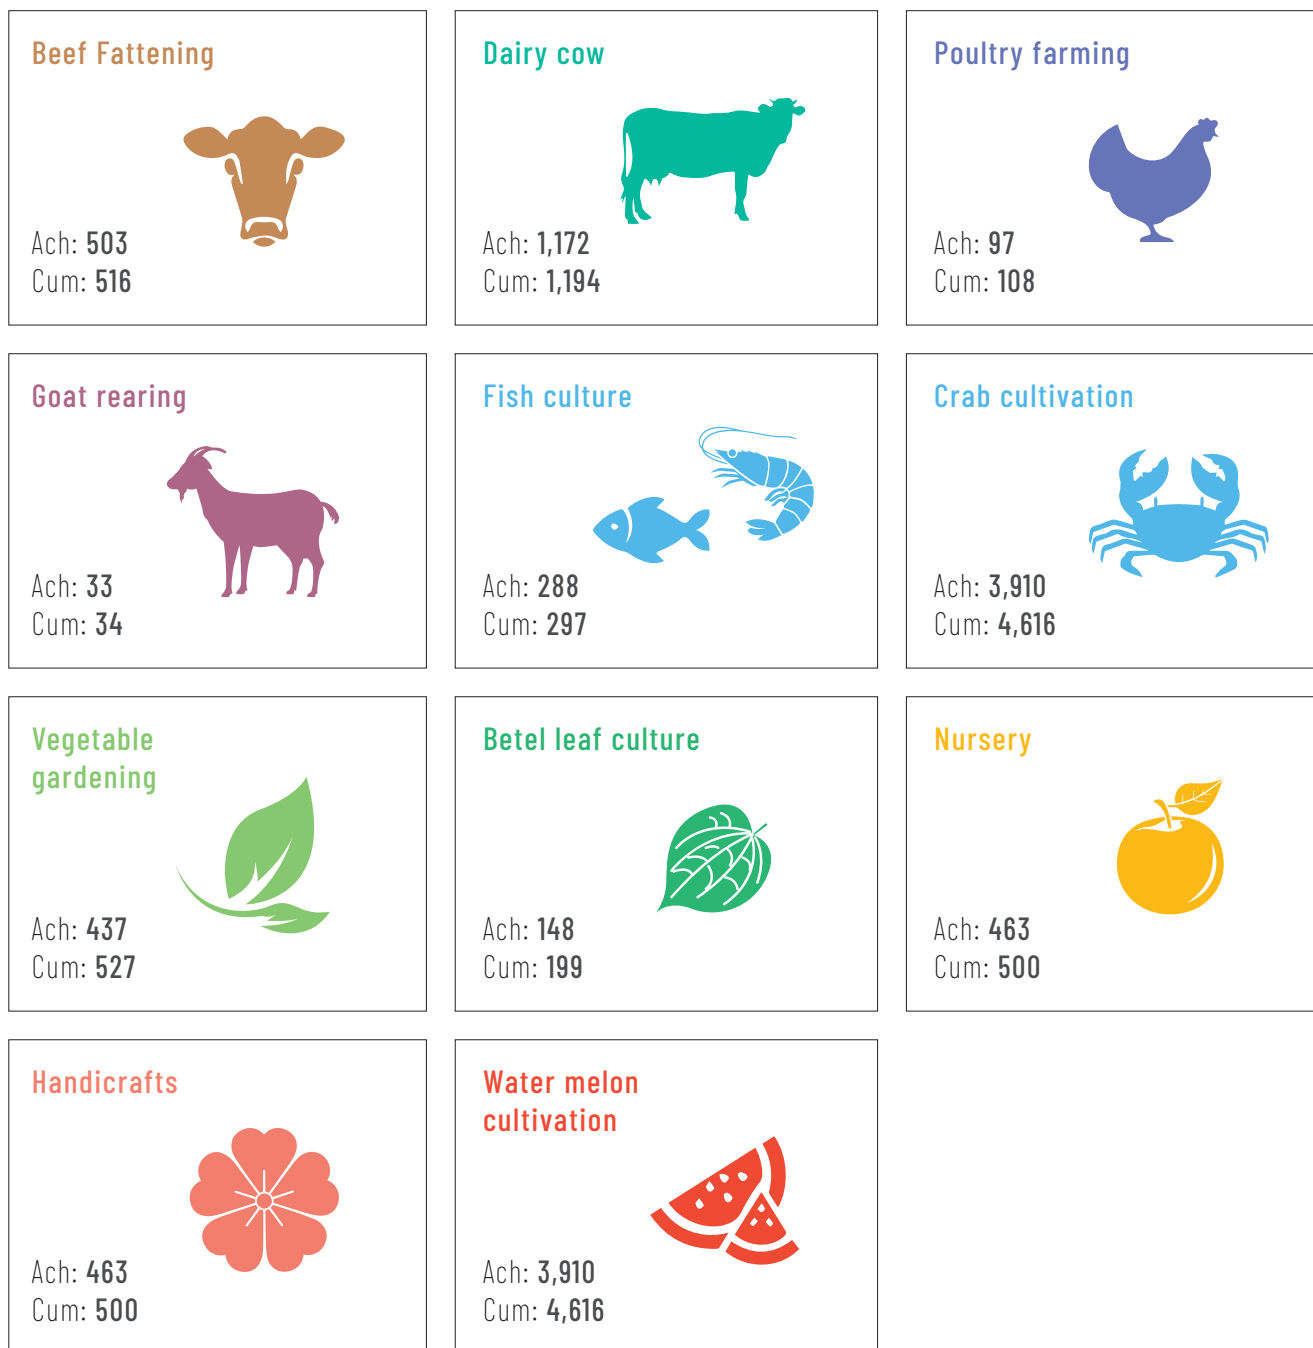 Beef Fattening
Ach: 503
Cum: 516
Dairy cow
Ach: 1,172
Cum: 1,194
Poultry farming
Ach: 97
Cum: 108
Goat rearing
Ach: 33
Cum: 34
Fish culture
Ach: 288
Cum: 297
Crab cultivation
Ach: 3,910
Cum: 4,616
Vegetable
gardening
Ach: 437
Cum: 527
Betel leaf culture
Ach: 148
Cum: 199
Nursery
Ach: 463
Cum: 500
Handicrafts
Ach: 463
Cum: 500
Water melon
cultivation
Ach: 3,910
Cum: 4,616